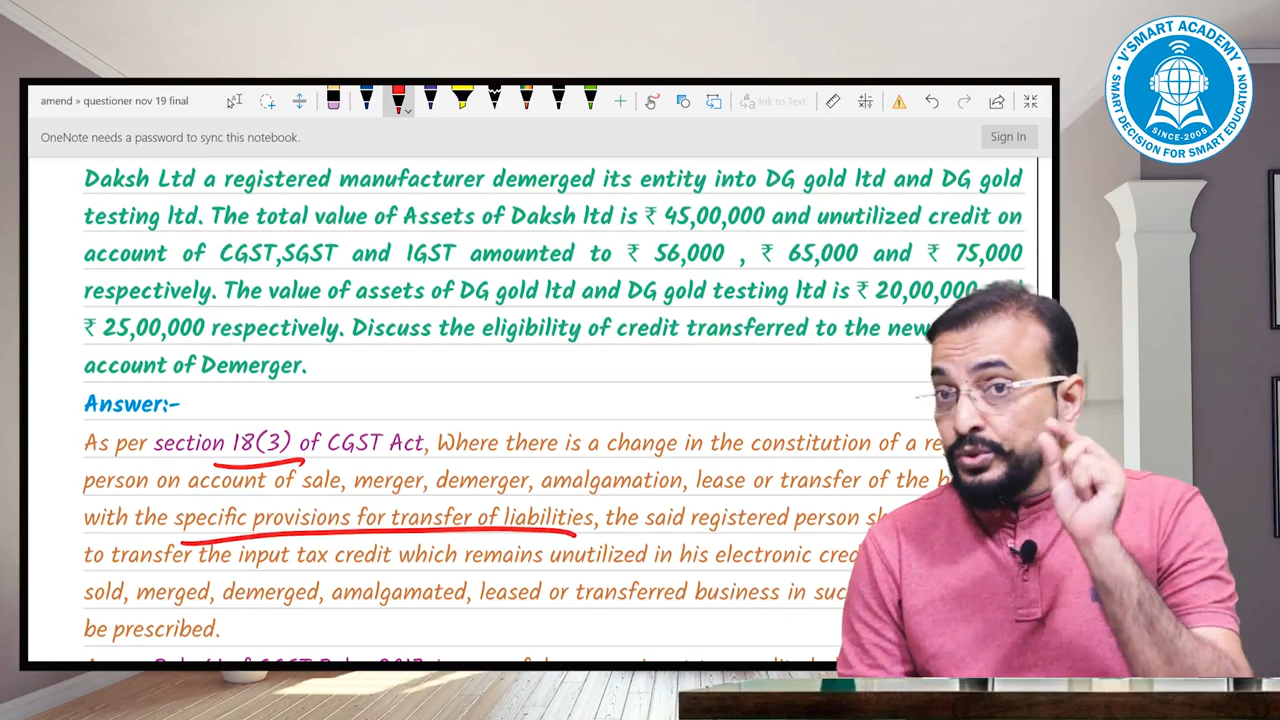 amend » questioner nov 19 final
Ink to Text
OneNote needs a password to sync this notebook.
Sign In
Daksh Ltd a registered manufacturer demerged its entity into DG gold ltd and DG gold
testing ltd. The total value of Assets of Daksh ltd is ₹ 45,00,000 and unutilized credit on
account of CGST,SGST and IGST amounted to ₹ 56,000 , ₹ 65,000 and ₹ 75,000
respectively. The value of assets of DG gold ltd and DG gold testing ltd is ₹ 20,00,000
₹ 25,00,000 respectively. Discuss the eligibility of credit transferred to the new
account of Demerger.
Answer:-
As per section 18(3) of CGST Act, Where there is a change in the constitution of a
person on account of sale, merger, demerger, amalgamation, lease or transfer of the
with the specific provisions for transfer of liabilities, the said registered person
to transfer the input tax credit which remains unutilized in his electronic
sold, merged, demerged, amalgamated, leased or transferred business in
be prescribed.
V'SMART ACADEMY
SINCE-2005
SMART DECISION FOR SMART EDUCATION